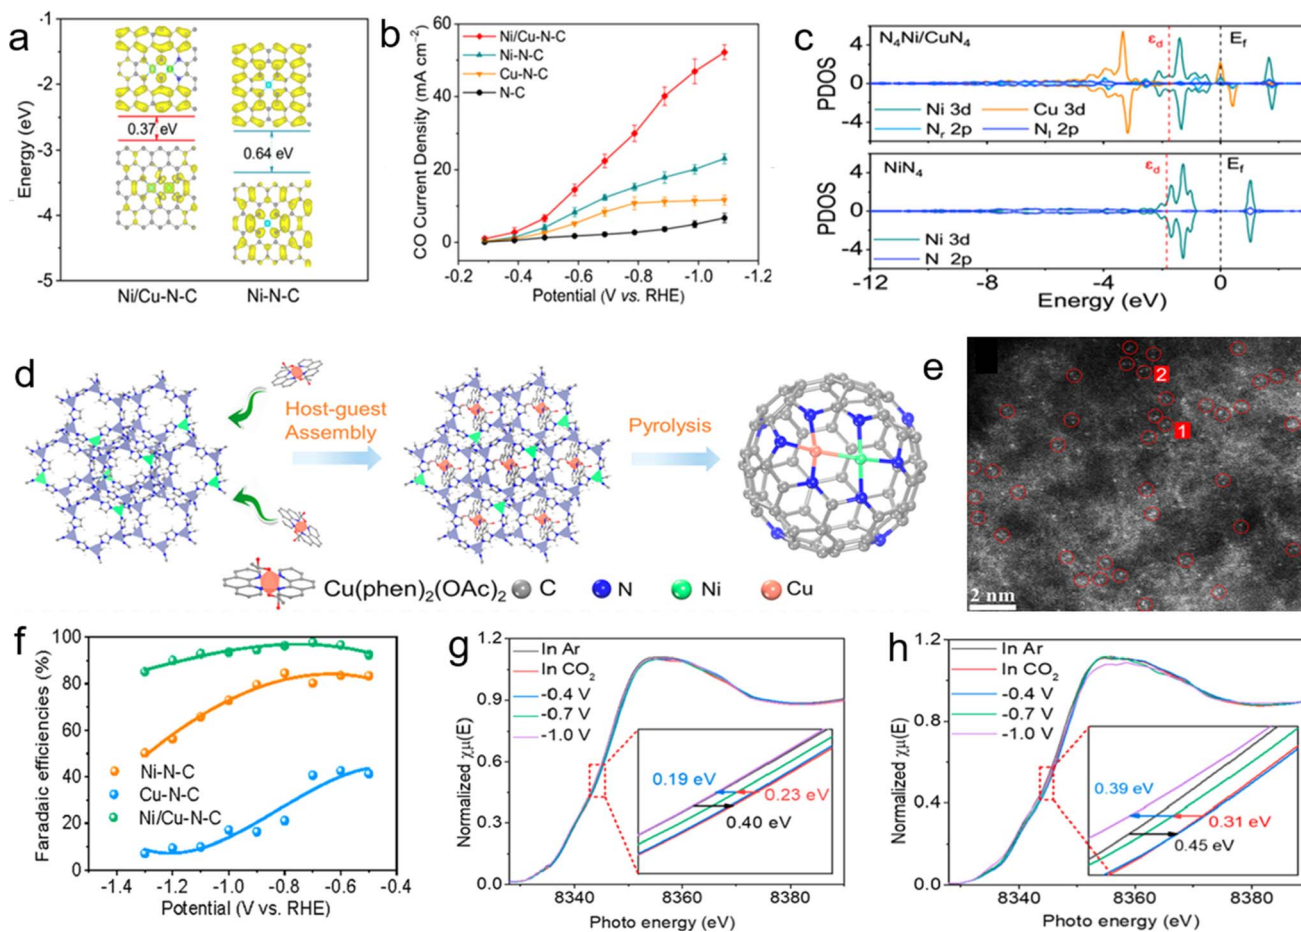 a
-1
-2
-3
-4
-5
Energy (eV)
0.37 eV
0.64 eV
Ni/Cu-N-C
Ni-N-C
b
60
40
20
0
CO Current Density (mA cm⁻²)
Ni/Cu-N-C
Ni-N-C
Cu-N-C
N-C
-0.2 -0.4 -0.6 -0.8 -1.0 -1.2
Potential (V vs. RHE)
c
PDOS
4
0
-4
N₄Ni/CuN₄
ε_d
E_f
Ni 3d
Cu 3d
N_r 2p
N_l 2p
PDOS
4
0
-4
NiN₄
ε_d
E_f
Ni 3d
N 2p
-12 -8 -4 0
Energy (eV)
d
Host-guest
Assembly
Pyrolysis
Cu(phen)₂(OAc)₂
C
N
Ni
Cu
e
2
1
2 nm
f
100
80
60
40
20
0
Faradaic efficiencies (%)
Ni-N-C
Cu-N-C
Ni/Cu-N-C
-1.4 -1.2 -1.0 -0.8 -0.6 -0.4
Potential (V vs. RHE)
g
1.2
0.9
0.6
0.3
0.0
Normalized χμ(E)
In Ar
In CO₂
-0.4 V
-0.7 V
-1.0 V
0.19 eV
0.23 eV
0.40 eV
8340 8360 8380
Photo energy (eV)
h
1.2
0.8
0.4
0.0
Normalized χμ(E)
In Ar
In CO₂
-0.4 V
-0.7 V
-1.0 V
0.39 eV
0.31 eV
0.45 eV
8340 8360 8380
Photo energy (eV)